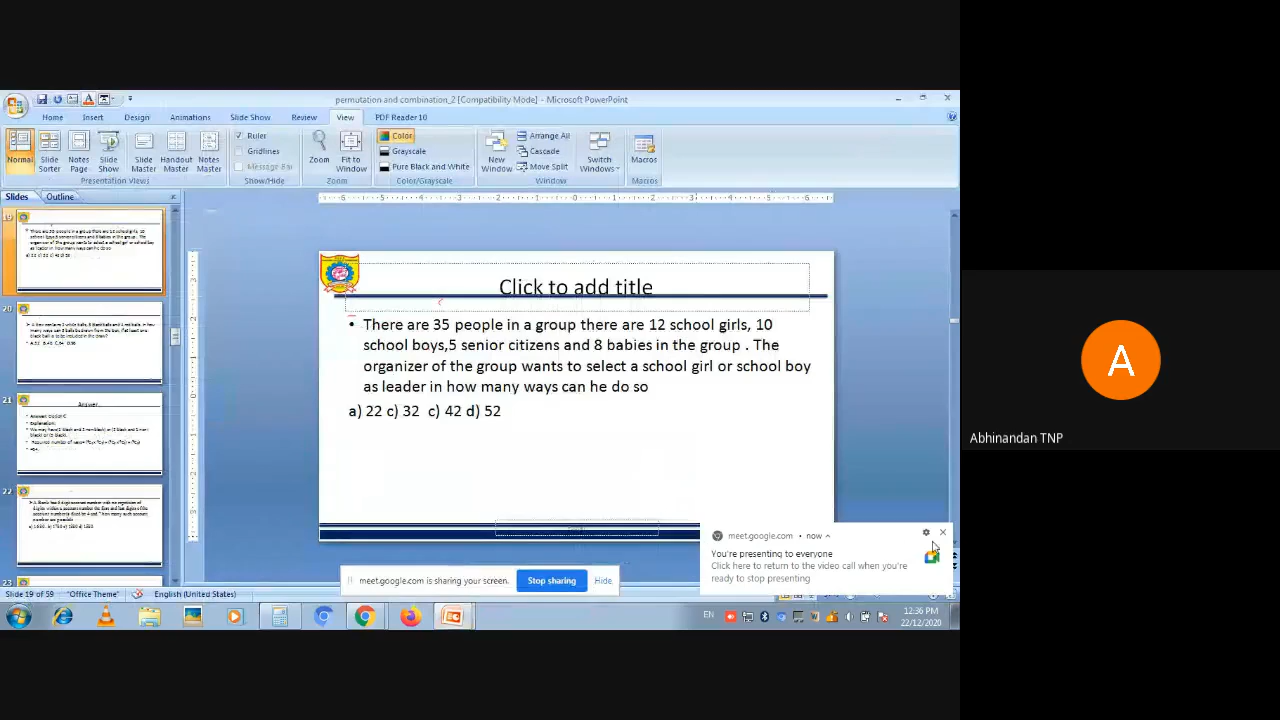 permutation and combination_2 [Compatibility Mode] - Microsoft PowerPoint
Home Insert Design Animations Slide Show Review View PDF Reader 10
Normal Slide Sorter Notes Page Slide Show Slide Master Handout Master Notes Master
Presentation Views
Ruler
Gridlines
Message Bar
Show/Hide
Zoom Fit to Window
Zoom
Color
Grayscale
Pure Black and White
Color/Grayscale
New Window
Arrange All
Cascade
Move Split
Window
Switch Windows
Macros
Macros
Slides Outline
19
20
21
Answer
22
23
Click to add title
• There are 35 people in a group there are 12 school girls, 10
school boys,5 senior citizens and 8 babies in the group . The
organizer of the group wants to select a school girl or school boy
as leader in how many ways can he do so
a) 22 c) 32 c) 42 d) 52
meet.google.com • now
You're presenting to everyone
Click here to return to the video call when you're
ready to stop presenting
meet.google.com is sharing your screen. Stop sharing Hide
Slide 19 of 59 "Office Theme" English (United States)
EN
12:36 PM
22/12/2020
A
Abhinandan TNP